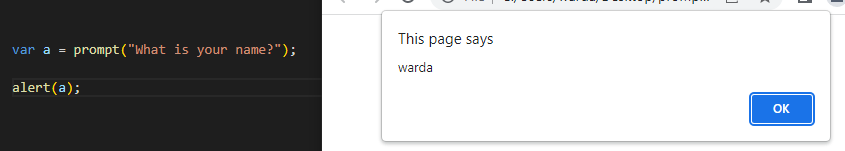 var a = prompt("What is your name?");
alert(a);
This page says
warda
OK